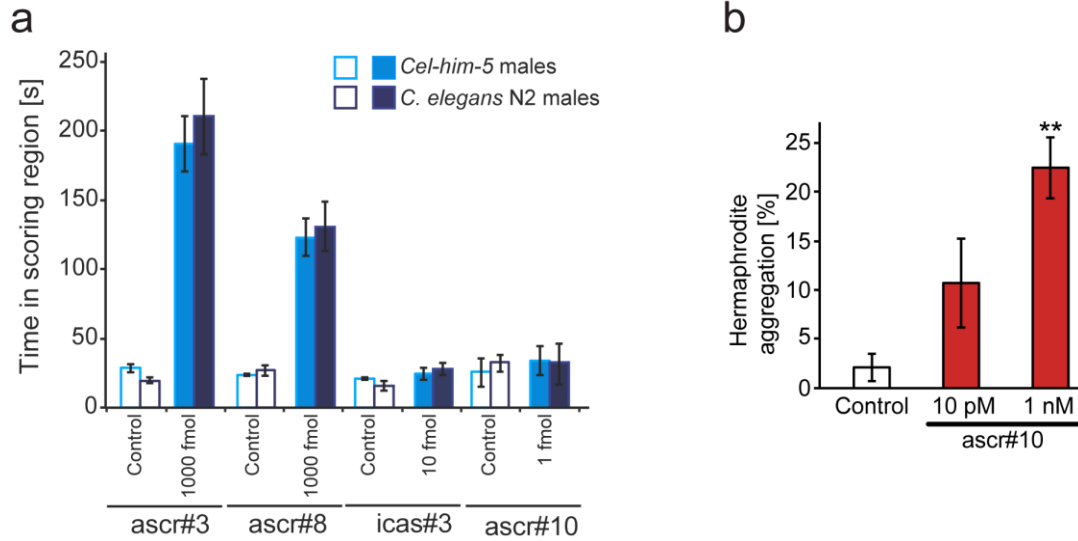 a
Time in scoring region [s]
250
200
150
100
50
0
Cel-him-5 males
C. elegans N2 males
Control
1000 fmol
Control
1000 fmol
Control
10 fmol
Control
1 fmol
ascr#3
ascr#8
icas#3
ascr#10
b
Hermaphrodite
aggregation [%]
25
20
15
10
5
0
**
Control
10 pM
1 nM
ascr#10